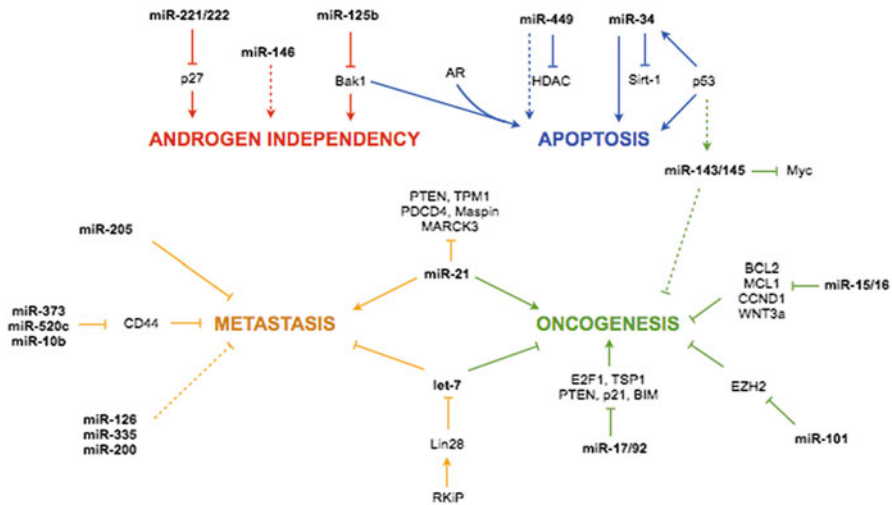 miR-221/222
miR-125b
miR-449
miR-34
miR-146
p27
Bak1
AR
HDAC
Sirt-1
p53
ANDROGEN INDEPENDENCY
APOPTOSIS
miR-143/145
Myc
PTEN, TPM1
PDCD4, Maspin
MARCK3
miR-205
miR-21
BCL2
MCL1
CCND1
WNT3a
miR-15/16
miR-373
miR-520c
miR-10b
CD44
METASTASIS
ONCOGENESIS
let-7
E2F1, TSP1
PTEN, p21, BIM
EZH2
miR-126
miR-335
miR-200
Lin28
miR-17/92
miR-101
RKiP